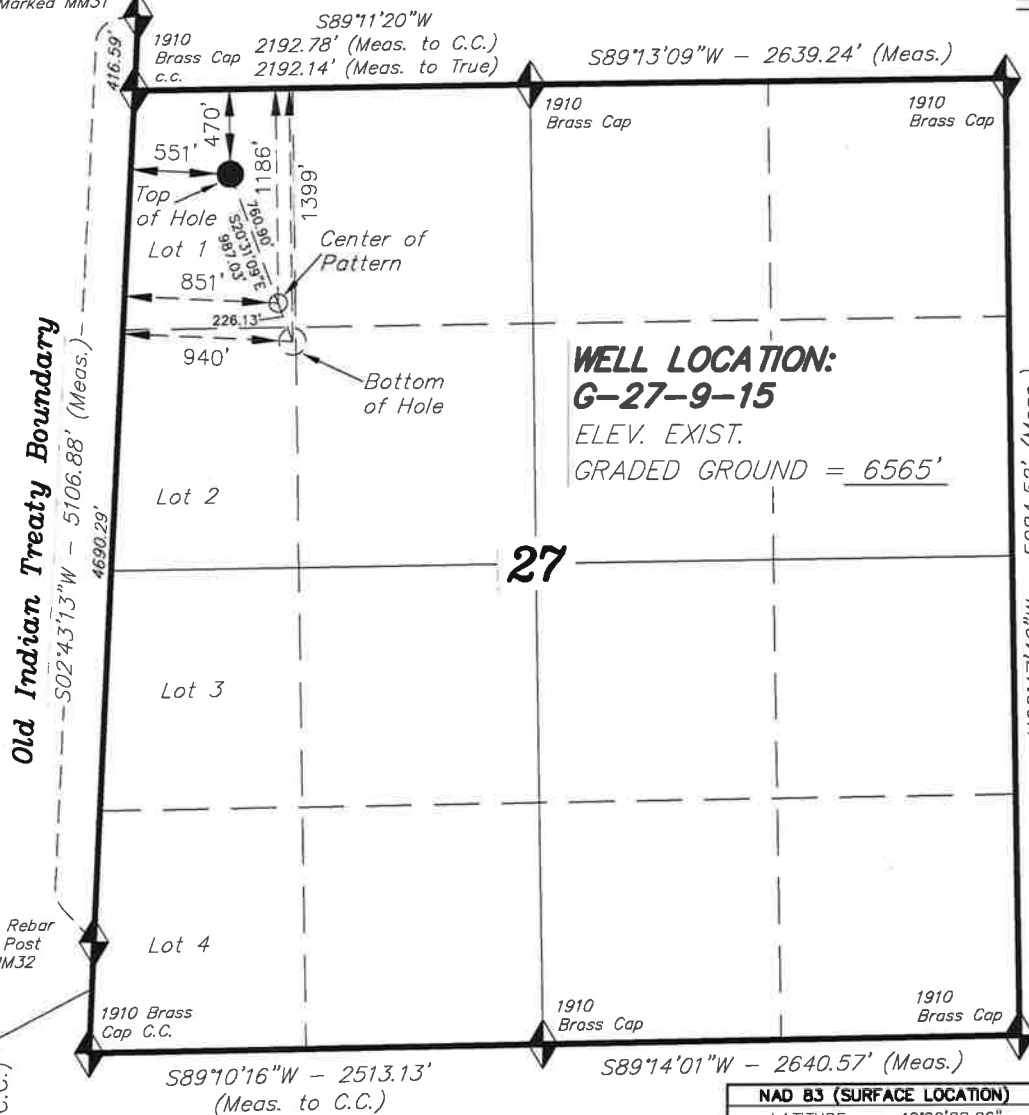 Marked MM31
S89°11'20"W
2192.78' (Meas. to C.C.)
2192.14' (Meas. to True)
S89°13'09"W – 2639.24' (Meas.)
416.59'
1910
Brass Cap
c.c.
1910
Brass Cap
1910
Brass Cap
470'
551'
1186'
1399'
Top
of Hole
Lot 1
760.90'
S20°31'09"E
987.03'
Center of
Pattern
851'
226.13'
940'
Bottom
of Hole
WELL LOCATION:
G–27–9–15
ELEV. EXIST.
GRADED GROUND = 6565'
Old Indian Treaty Boundary
S02°43'13"W – 5106.88' (Meas.)
4690.29'
Lot 2
27
Lot 3
Rebar
Post
Lot 4
1910 Brass
Cap C.C.
1910
Brass Cap
1910
Brass Cap
S89°10'16"W – 2513.13'
(Meas. to C.C.)
S89°14'01"W – 2640.57' (Meas.)
C.C.)
NAD 83 (SURFACE LOCATION)